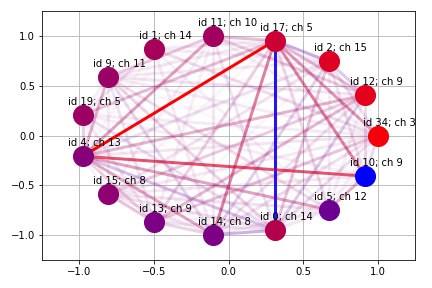 id 11; ch 10
id 17; ch 5
id 1; ch 14
id 2; ch 15
id 9; ch 11
id 12; ch 9
id 19; ch 5
id 34; ch 3
id 4; ch 13
id 10; ch 9
id 15; ch 8
id 5; ch 12
id 13; ch 9
id 14; ch 8
id 0; ch 14
1.0
0.5
0.0
−0.5
−1.0
−1.0
−0.5
0.0
0.5
1.0